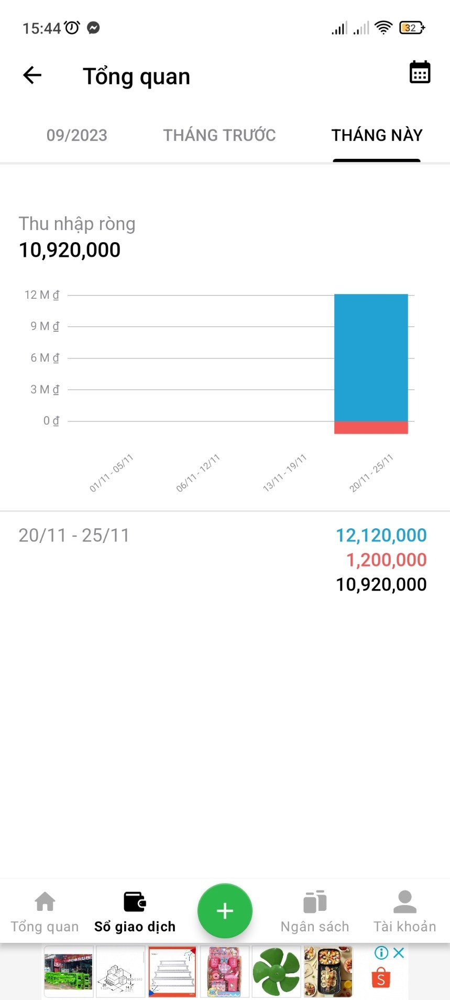 15:44
32
Tổng quan
09/2023
THÁNG TRƯỚC
THÁNG NÀY
Thu nhập ròng
10,920,000
12 M ₫
9 M ₫
6 M ₫
3 M ₫
0 ₫
01/11 - 05/11
06/11 - 12/11
13/11 - 19/11
20/11 - 25/11
20/11 - 25/11
12,120,000
1,200,000
10,920,000
Tổng quan
Sổ giao dịch
Ngân sách
Tài khoản